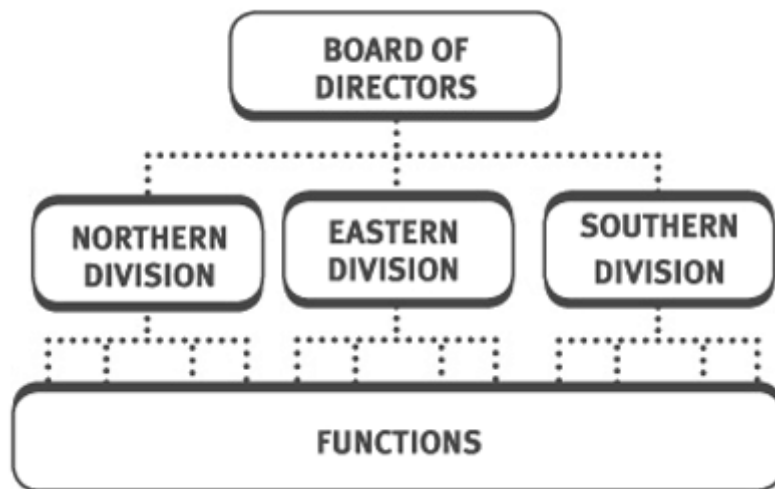 BOARD OF
DIRECTORS
NORTHERN
DIVISION
EASTERN
DIVISION
SOUTHERN
DIVISION
FUNCTIONS